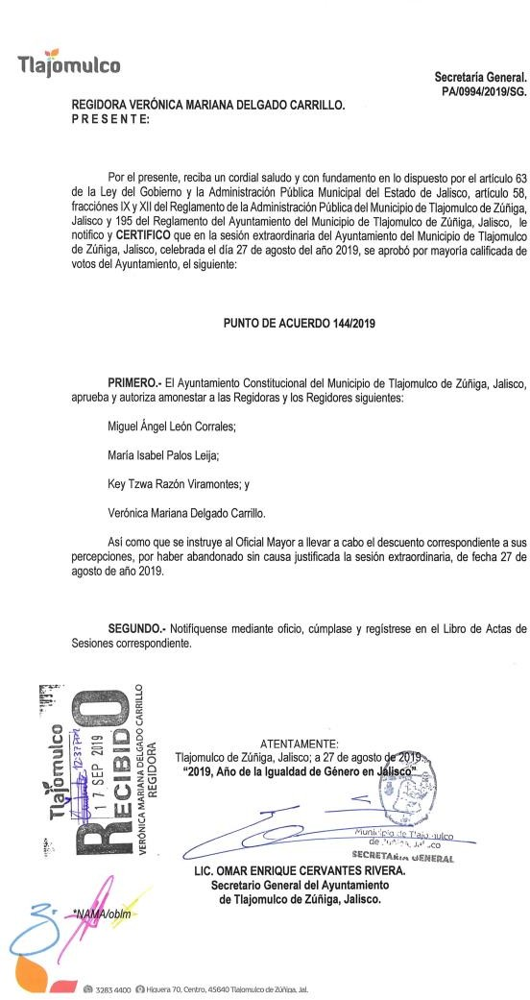 Tlajomulco
Secretaría General.
PA/0994/2019/SG.
REGIDORA VERÓNICA MARIANA DELGADO CARRILLO.
P R E S E N T E:
Por el presente, reciba un cordial saludo y con fundamento en lo dispuesto por el artículo 63
de la Ley del Gobierno y la Administración Pública Municipal del Estado de Jalisco, artículo 58,
fracciónes IX y XII del Reglamento de la Administración Pública del Municipio de Tlajomulco de Zúñiga,
Jalisco y 195 del Reglamento del Ayuntamiento del Municipio de Tlajomulco de Zúñiga, Jalisco, le
notifico y CERTIFICO que en la sesión extraordinaria del Ayuntamiento del Municipio de Tlajomulco
de Zúñiga, Jalisco, celebrada el día 27 de agosto del año 2019, se aprobó por mayoría calificada de
votos del Ayuntamiento, el siguiente:
PUNTO DE ACUERDO 144/2019
PRIMERO.- El Ayuntamiento Constitucional del Municipio de Tlajomulco de Zúñiga, Jalisco,
aprueba y autoriza amonestar a las Regidoras y los Regidores siguientes:
Miguel Ángel León Corrales;
María Isabel Palos Leija;
Key Tzwa Razón Viramontes; y
Verónica Mariana Delgado Carrillo.
Así como que se instruye al Oficial Mayor a llevar a cabo el descuento correspondiente a sus
percepciones, por haber abandonado sin causa justificada la sesión extraordinaria, de fecha 27 de
agosto de año 2019.
SEGUNDO.- Notifíquense mediante oficio, cúmplase y regístrese en el Libro de Actas de
Sesiones correspondiente.
Tlajomulco
12:37 pm
17 SEP 2019
RECIBIDO
VERÓNICA MARIANA DELGADO CARRILLO
REGIDORA
ATENTAMENTE:
Tlajomulco de Zúñiga, Jalisco; a 27 de agosto de 2019.
“2019, Año de la Igualdad de Género en Jalisco”
Municipio de Tlajomulco
de Zúñiga, Jalisco
SECRETARIA GENERAL
LIC. OMAR ENRIQUE CERVANTES RIVERA.
Secretario General del Ayuntamiento
de Tlajomulco de Zúñiga, Jalisco.
*NAMA/oblm
3283 4400 Higuera 70, Centro, 45640 Tlajomulco de Zúñiga, Jal.